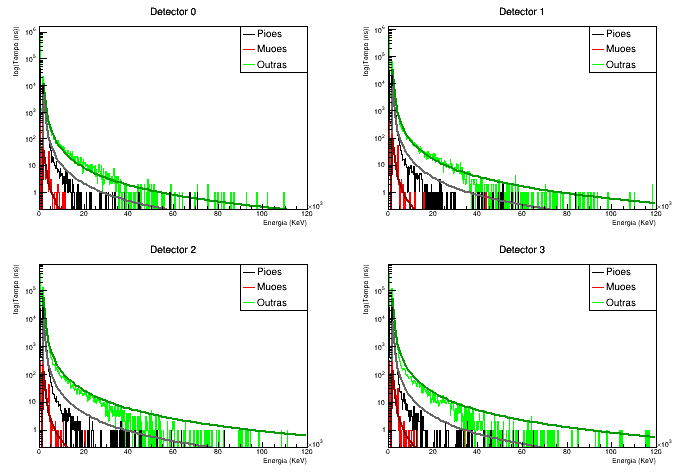 Detector 0
log(Tempo (ns))
10⁶
10⁵
10⁴
10³
10²
10
1
Pioes
Muoes
Outras
0 20 40 60 80 100 120
×10³
Energia (KeV)
Detector 1
log(Tempo (ns))
10⁶
10⁵
10⁴
10³
10²
10
1
Pioes
Muoes
Outras
0 20 40 60 80 100 120
×10³
Energia (KeV)
Detector 2
log(Tempo (ns))
10⁵
10⁴
10³
10²
10
1
Pioes
Muoes
Outras
0 20 40 60 80 100 120
×10³
Energia (KeV)
Detector 3
log(Tempo (ns))
10⁵
10⁴
10³
10²
10
1
Pioes
Muoes
Outras
0 20 40 60 80 100 120
×10³
Energia (KeV)